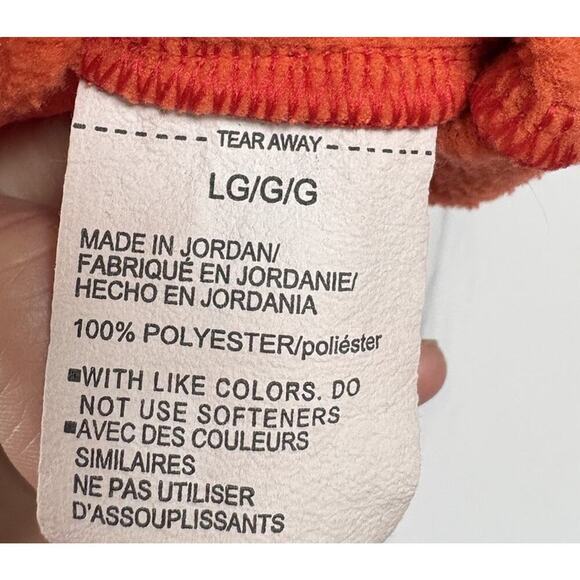 TEAR AWAY
LG/G/G
MADE IN JORDAN/
FABRIQUÉ EN JORDANIE/
HECHO EN JORDANIA
100% POLYESTER/poliéster
WITH LIKE COLORS. DO
NOT USE SOFTENERS
AVEC DES COULEURS
SIMILAIRES
NE PAS UTILISER
D'ASSOUPLISSANTS